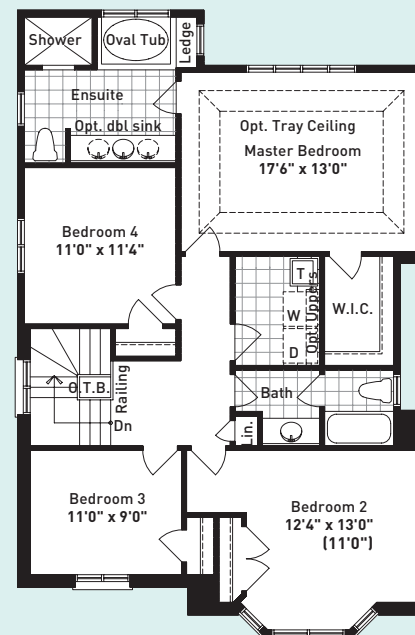 Shower
Oval Tub
Ledge
Ensuite
Opt. dbl sink
Opt. Tray Ceiling
Master Bedroom
17'6" x 13'0"
Bedroom 4
11'0" x 11'4"
T
W
D
Opt. Uppers
W.I.C.
O.T.B.
Railing
Dn
Bath
Lin.
Bedroom 3
11'0" x 9'0"
Bedroom 2
12'4" x 13'0"
(11'0")